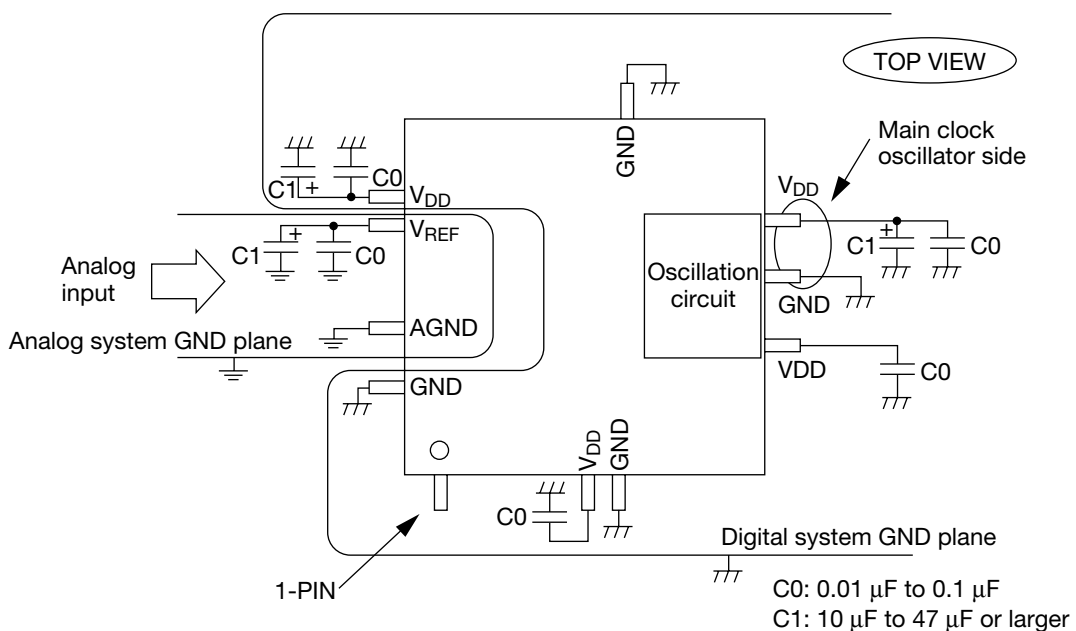 TOP VIEW
GND
Main clock
oscillator side
C1
+
C0
VDD
VDD
VREF
+
C1
C0
+
C1
C0
Analog
input
Oscillation
circuit
GND
AGND
Analog system GND plane
VDD
C0
GND
VDD
GND
C0
Digital system GND plane
1-PIN
C0: 0.01 μF to 0.1 μF
C1: 10 μF to 47 μF or larger